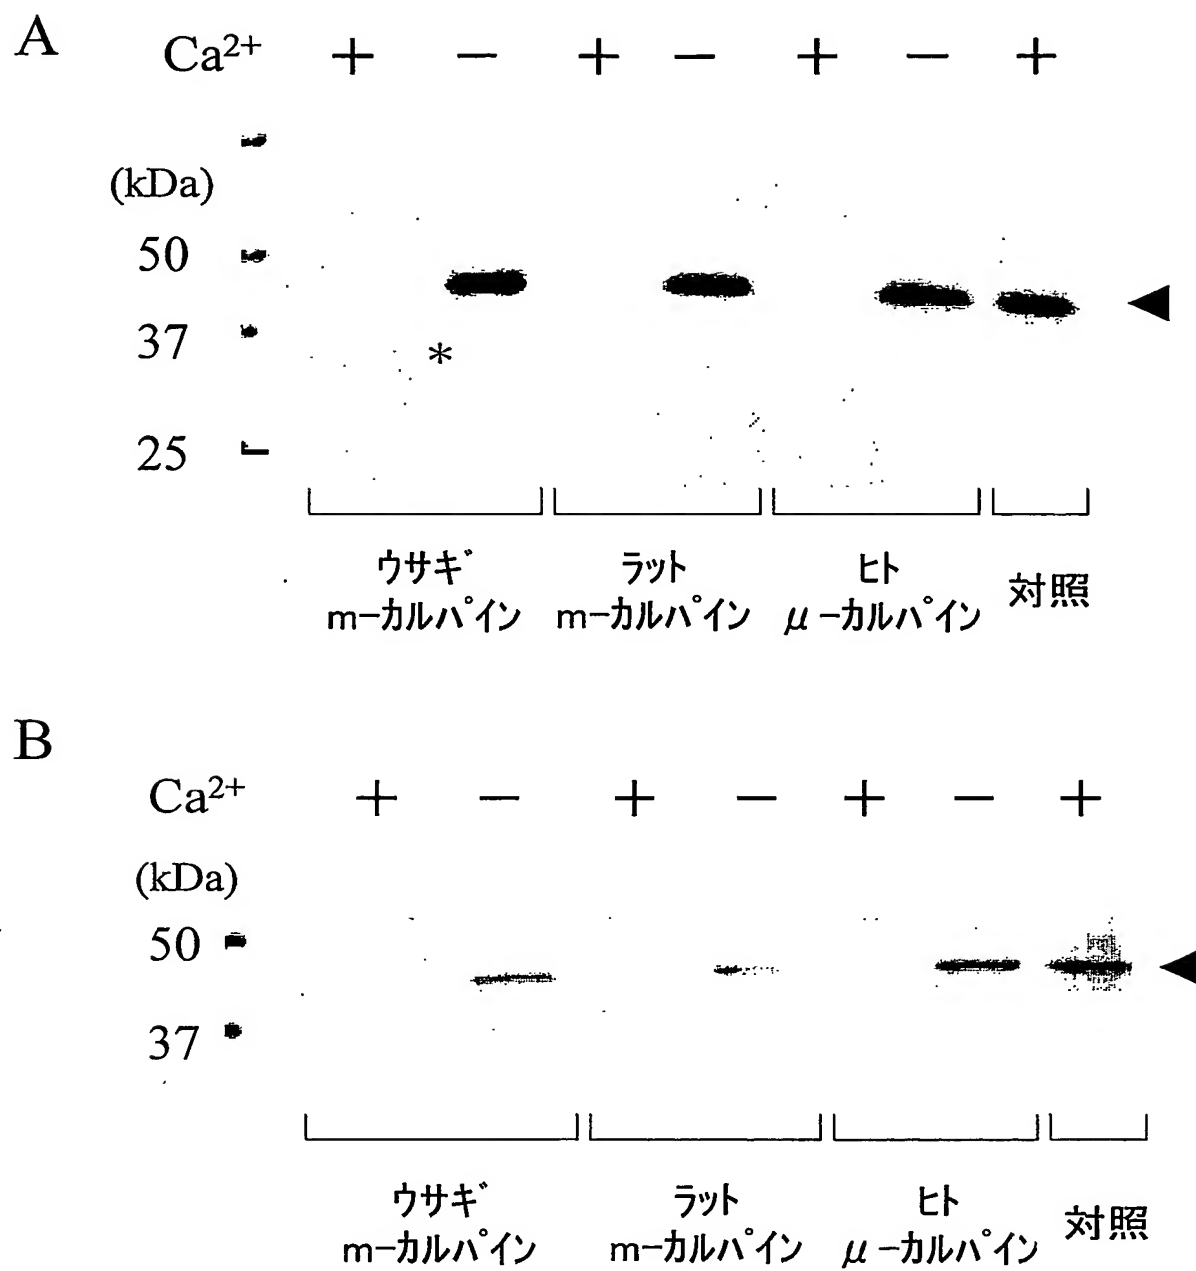 A
Ca²⁺ + − + − + − +
(kDa)
50
37
*
25
ウサギ ラット ヒト 対照
m−カルパイン m−カルパイン μ−カルパイン
B
Ca²⁺ + − + − + − +
(kDa)
50
37
ウサギ ラット ヒト 対照
m−カルパイン m−カルパイン μ−カルパイン